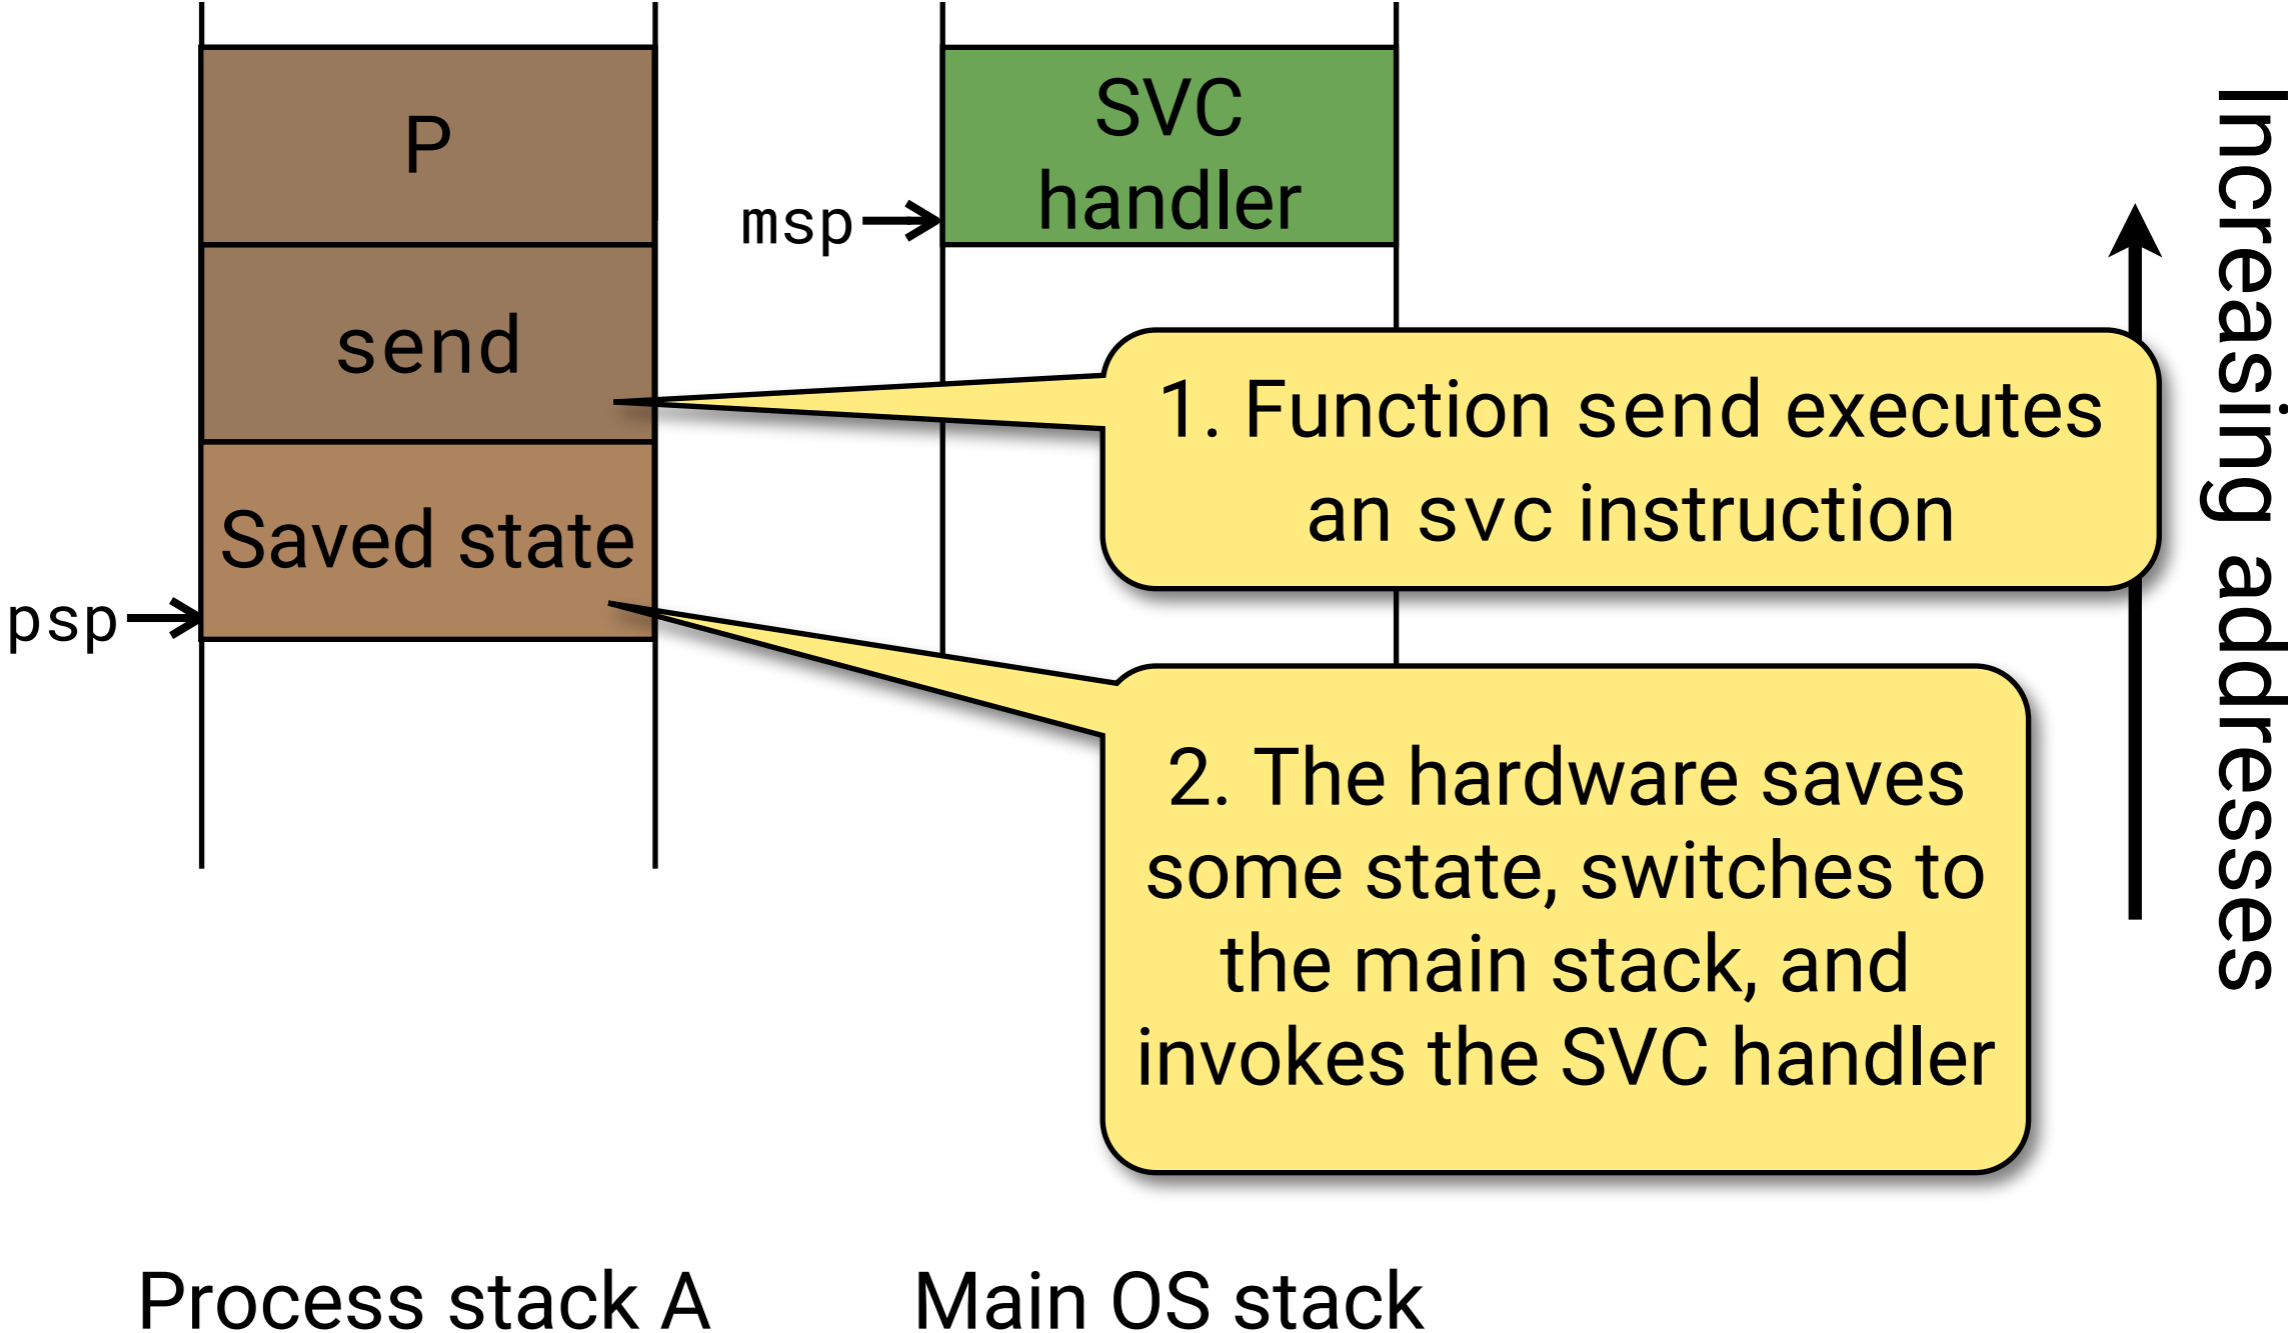 P
send
Saved state
psp
SVC
handler
msp
1. Function send executes
an svc instruction
2. The hardware saves
some state, switches to
the main stack, and
invokes the SVC handler
Increasing addresses
Process stack A
Main OS stack